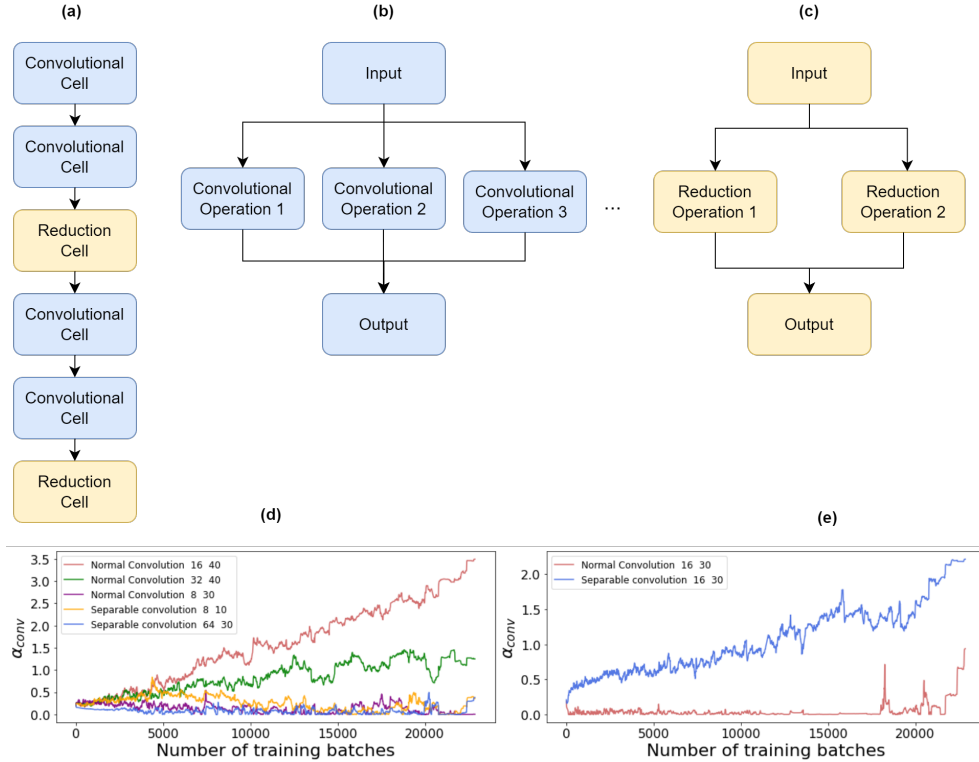 (a)
(b)
(c)
Convolutional
Cell
Convolutional
Cell
Reduction
Cell
Convolutional
Cell
Convolutional
Cell
Reduction
Cell
Input
Convolutional
Operation 1
Convolutional
Operation 2
Convolutional
Operation 3
...
Output
Input
Reduction
Operation 1
Reduction
Operation 2
Output
(d)
(e)
3.5
3.0
2.5
2.0
1.5
1.0
0.5
0.0
α_conv
Normal Convolution 16 40
Normal Convolution 32 40
Normal Convolution 8 30
Separable convolution 8 10
Separable convolution 64 30
0 5000 10000 15000 20000
Number of training batches
2.0
1.5
1.0
0.5
0.0
α_conv
Normal Convolution 16 30
Separable convolution 16 30
0 5000 10000 15000 20000
Number of training batches